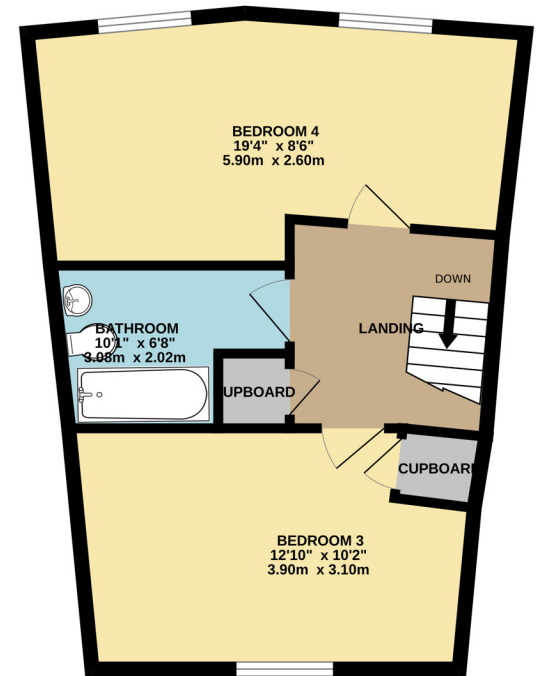 BEDROOM 4
19'4" x 8'6"
5.90m x 2.60m
DOWN
LANDING
BATHROOM
10'1" x 6'8"
3.08m x 2.02m
UPBOARD
CUPBOARD
BEDROOM 3
12'10" x 10'2"
3.90m x 3.10m